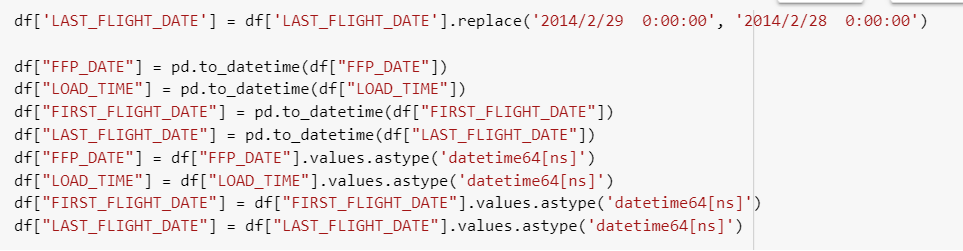 df['LAST_FLIGHT_DATE'] = df['LAST_FLIGHT_DATE'].replace('2014/2/29  0:00:00', '2014/2/28  0:00:00')
df["FFP_DATE"] = pd.to_datetime(df["FFP_DATE"])
df["LOAD_TIME"] = pd.to_datetime(df["LOAD_TIME"])
df["FIRST_FLIGHT_DATE"] = pd.to_datetime(df["FIRST_FLIGHT_DATE"])
df["LAST_FLIGHT_DATE"] = pd.to_datetime(df["LAST_FLIGHT_DATE"])
df["FFP_DATE"] = df["FFP_DATE"].values.astype('datetime64[ns]')
df["LOAD_TIME"] = df["LOAD_TIME"].values.astype('datetime64[ns]')
df["FIRST_FLIGHT_DATE"] = df["FIRST_FLIGHT_DATE"].values.astype('datetime64[ns]')
df["LAST_FLIGHT_DATE"] = df["LAST_FLIGHT_DATE"].values.astype('datetime64[ns]')